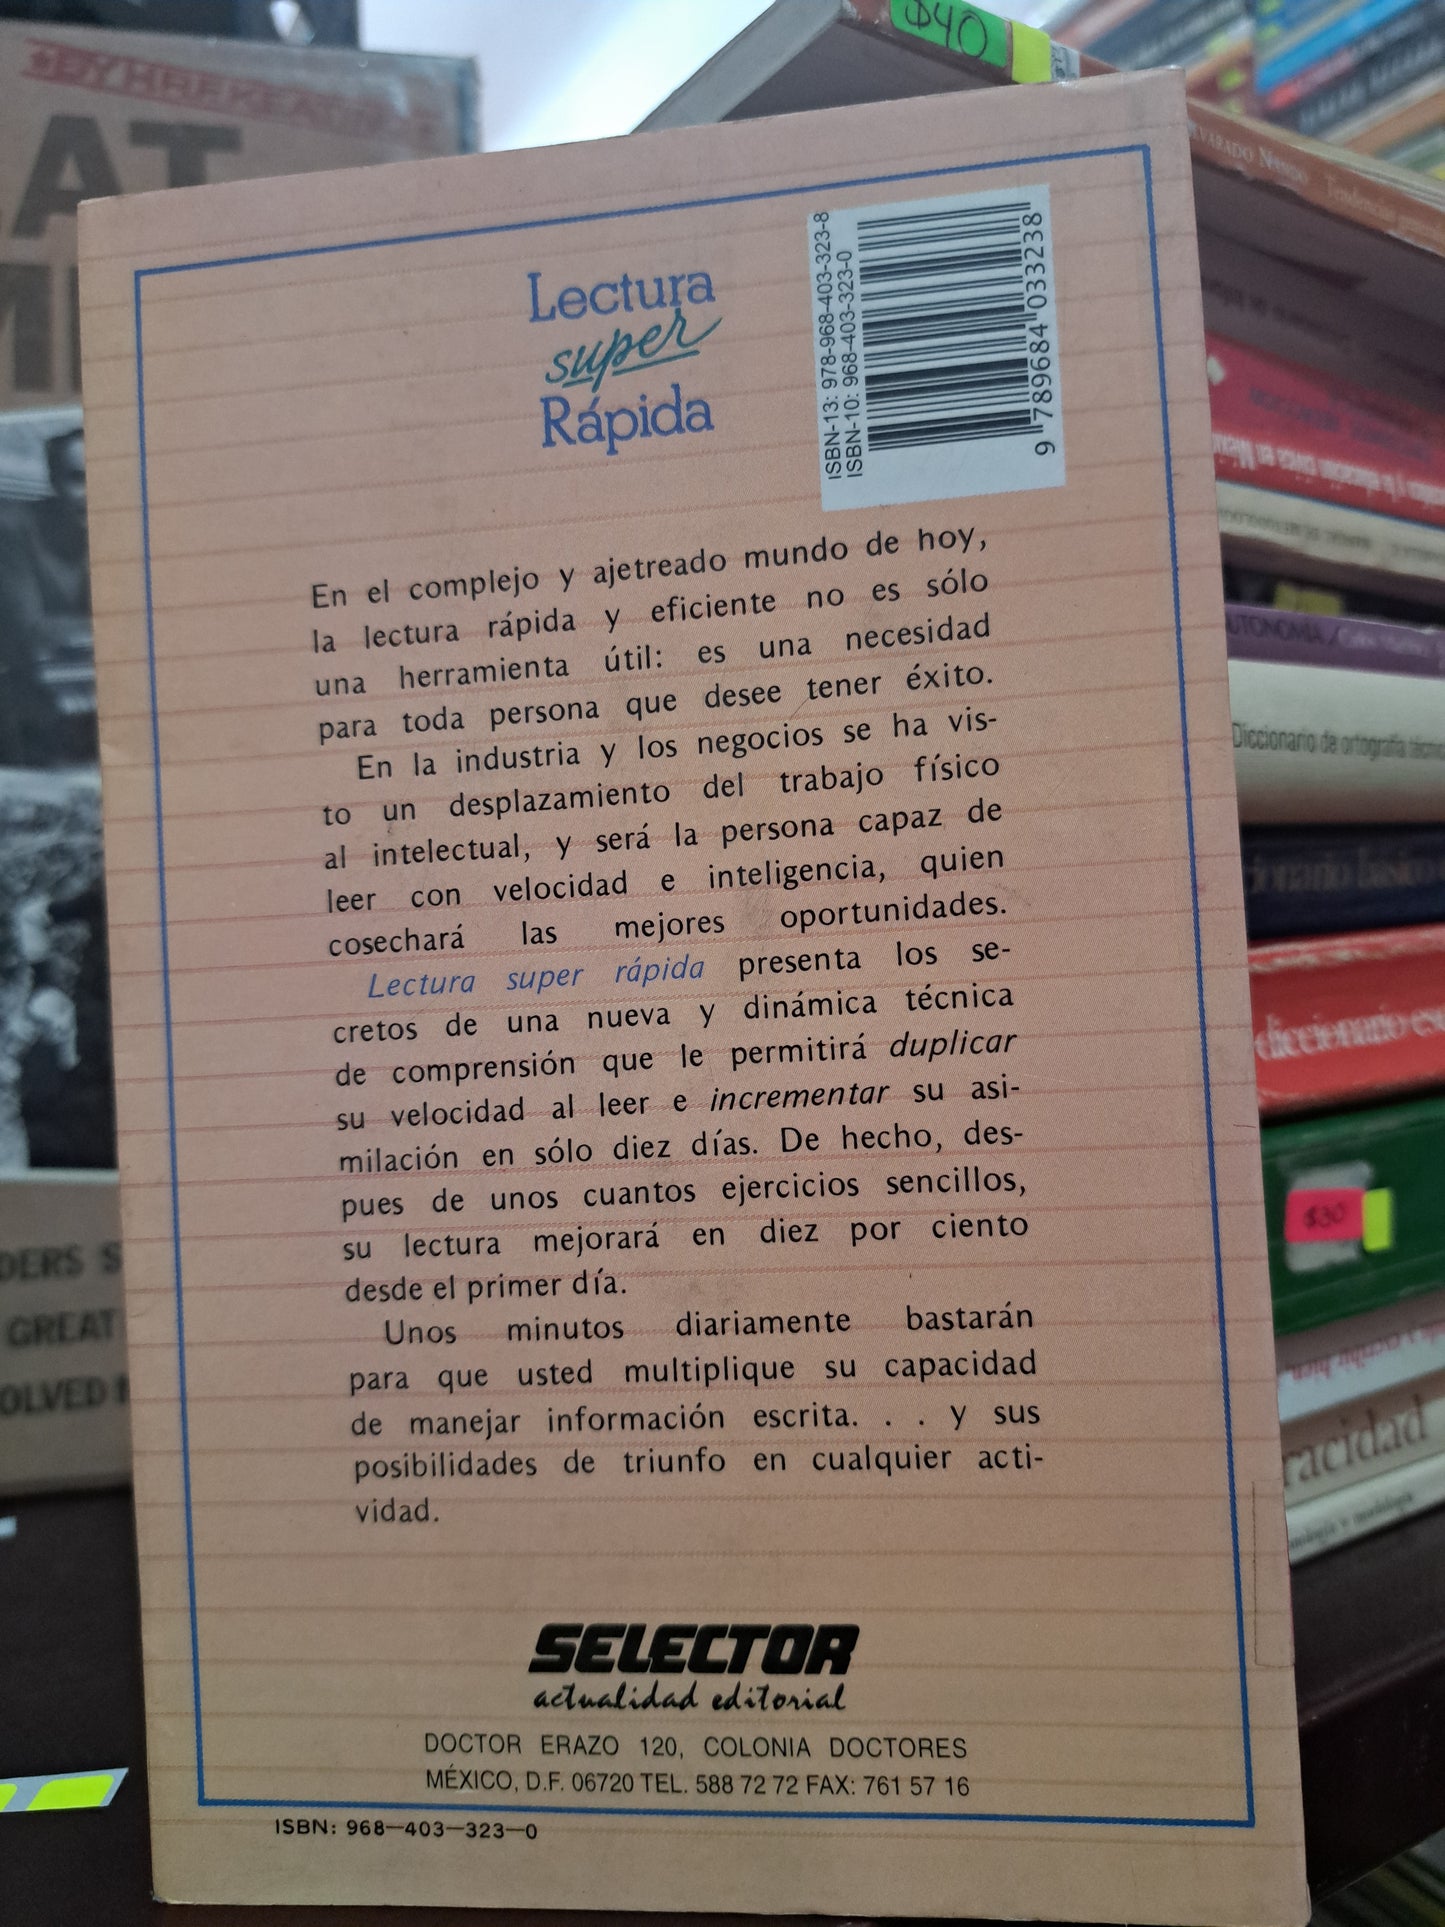 $40
AT
Lectura
super
Rápida
ISBN-13: 978-968-403-323-8
ISBN-10: 968-403-323-0
9 789684 033238
En el complejo y ajetreado mundo de hoy,
la lectura rápida y eficiente no es sólo
una herramienta útil: es una necesidad
para toda persona que desee tener éxito.
En la industria y los negocios se ha vis-
to un desplazamiento del trabajo físico
al intelectual, y será la persona capaz de
leer con velocidad e inteligencia, quien
cosechará las mejores oportunidades.
Lectura super rápida presenta los se-
cretos de una nueva y dinámica técnica
de comprensión que le permitirá duplicar
su velocidad al leer e incrementar su asi-
milación en sólo diez días. De hecho, des-
pues de unos cuantos ejercicios sencillos,
su lectura mejorará en diez por ciento
desde el primer día.
Unos minutos diariamente bastarán
para que usted multiplique su capacidad
de manejar información escrita. . . y sus
posibilidades de triunfo en cualquier acti-
vidad.
SELECTOR
actualidad editorial
DOCTOR ERAZO 120, COLONIA DOCTORES
MÉXICO, D.F. 06720 TEL. 588 72 72 FAX: 761 57 16
ISBN: 968—403—323—0
DERS S
GREAT
OLVED
AUTONOMÍA
Diccionario de ortografía técnica
diccionario
$30
racidad